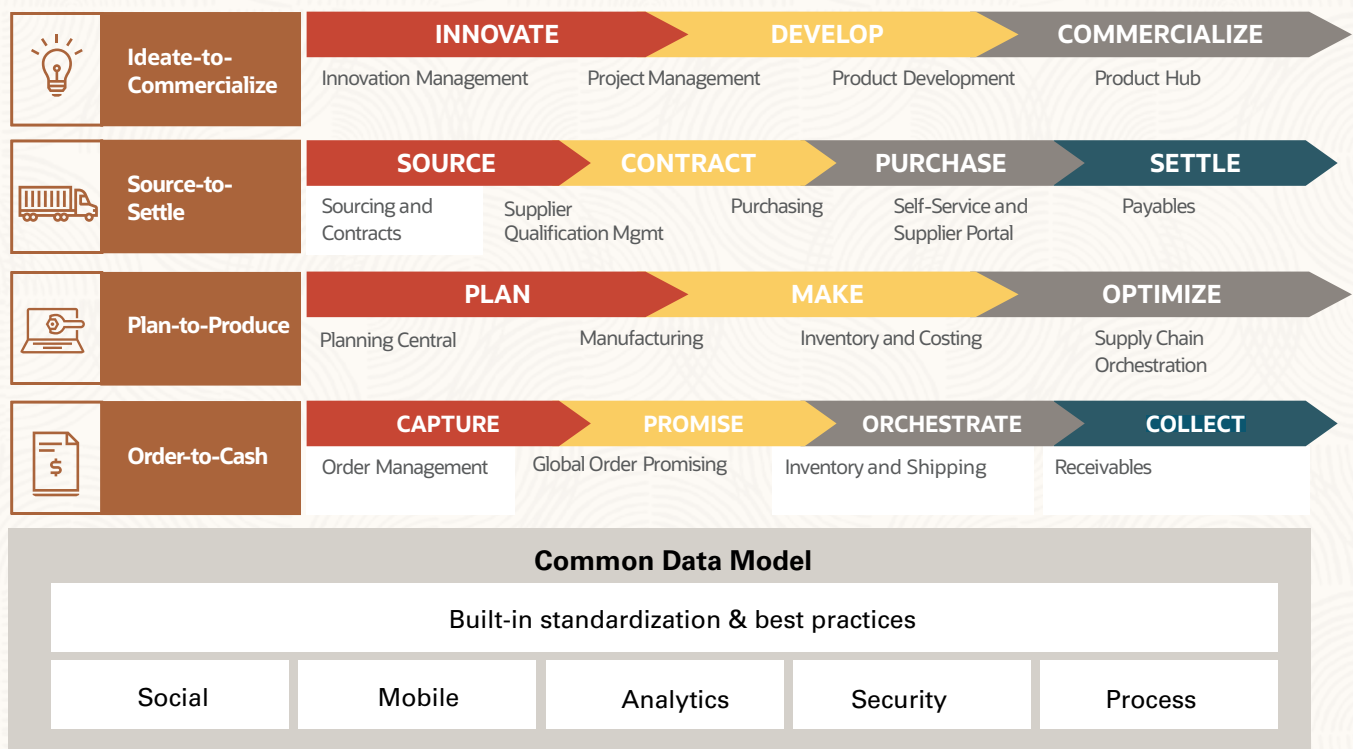 Ideate-to-
Commercialize
INNOVATE DEVELOP COMMERCIALIZE
Innovation Management Project Management Product Development Product Hub
Source-to-
Settle
SOURCE CONTRACT PURCHASE SETTLE
Sourcing and
Contracts
Supplier
Qualification Mgmt
Purchasing
Self-Service and
Supplier Portal
Payables
Plan-to-Produce
PLAN MAKE OPTIMIZE
Planning Central
Manufacturing
Inventory and Costing
Supply Chain
Orchestration
Order-to-Cash
$
CAPTURE PROMISE ORCHESTRATE COLLECT
Order Management Global Order Promising Inventory and Shipping Receivables
Common Data Model
Built-in standardization & best practices
Social Mobile Analytics Security Process